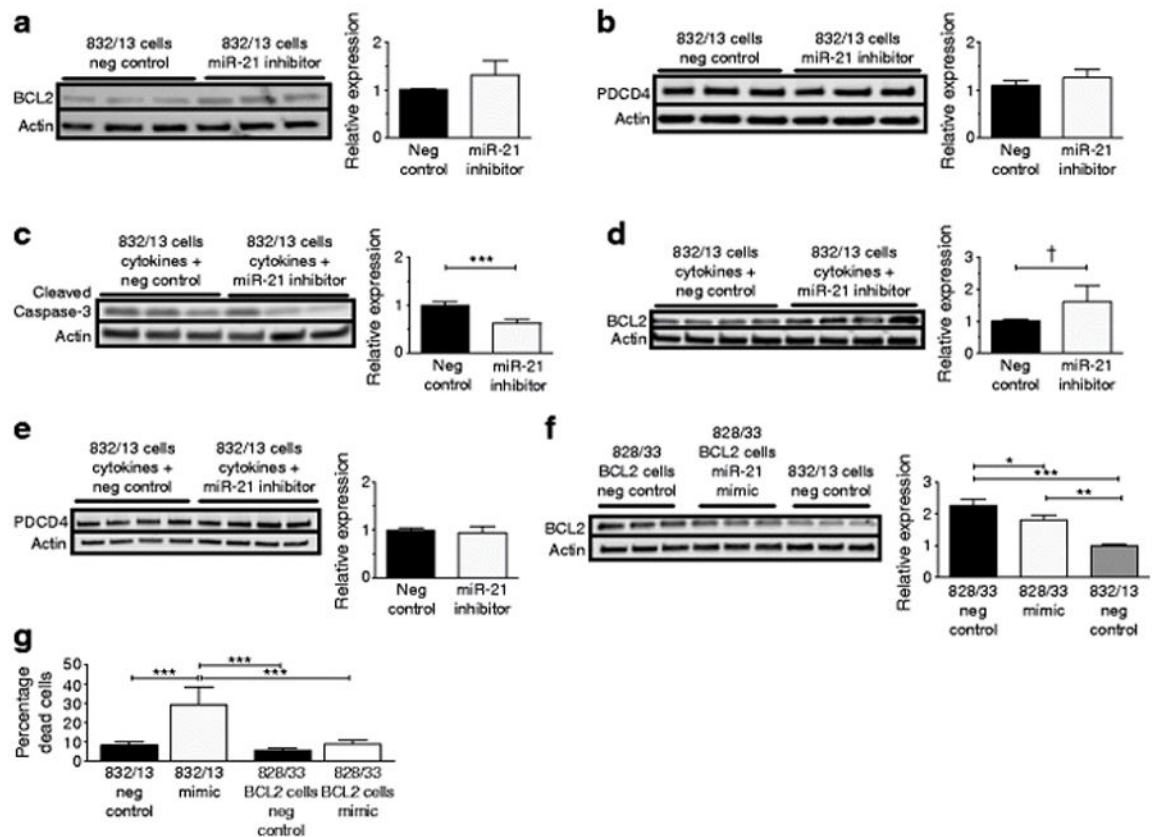 a
832/13 cells
neg control
832/13 cells
miR-21 inhibitor
BCL2
Actin
Relative expression
2
1
0
Neg
control
miR-21
inhibitor
b
832/13 cells
neg control
832/13 cells
miR-21 inhibitor
PDCD4
Actin
Relative expression
2
1
0
Neg
control
miR-21
inhibitor
c
832/13 cells
cytokines +
neg control
832/13 cells
cytokines +
miR-21 inhibitor
Cleaved
Caspase-3
Actin
Relative expression
2
1
0
***
Neg
control
miR-21
inhibitor
d
832/13 cells
cytokines +
neg control
832/13 cells
cytokines +
miR-21 inhibitor
BCL2
Actin
Relative expression
3
2
1
0
†
Neg
control
miR-21
inhibitor
e
832/13 cells
cytokines +
neg control
832/13 cells
cytokines +
miR-21 inhibitor
PDCD4
Actin
Relative expression
2
1
0
Neg
control
miR-21
inhibitor
f
828/33
BCL2 cells
neg control
828/33
BCL2 cells
miR-21
mimic
832/13 cells
neg control
BCL2
Actin
Relative expression
3
2
1
0
*
***
**
828/33
neg
control
828/33
mimic
832/13
neg
control
g
Percentage
dead cells
50
40
30
20
10
0
***
***
***
832/13
neg
control
832/13
mimic
828/33
BCL2 cells
neg
control
828/33
BCL2 cells
mimic